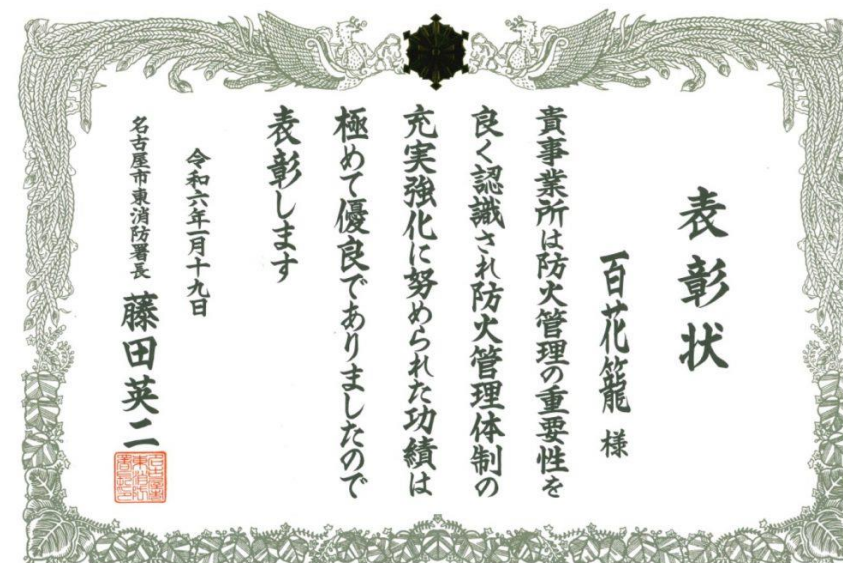 表彰状
百花籠 様
貴事業所は防火管理の重要性を
良く認識され防火管理体制の
充実強化に努められた功績は
極めて優良でありましたので
表彰します
令和六年一月十九日
名古屋市東消防署長 藤田英二